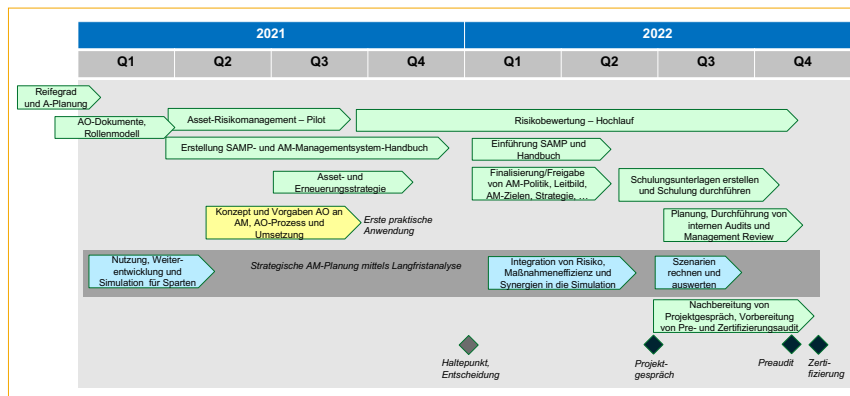 2021 2022
Q1 Q2 Q3 Q4 Q1 Q2 Q3 Q4
Reifegrad
und A-Planung
AO-Dokumente,
Rollenmodell
Asset-Risikomanagement – Pilot
Risikobewertung – Hochlauf
Erstellung SAMP- und AM-Managementsystem-Handbuch
Einführung SAMP und
Handbuch
Asset- und
Erneuerungsstrategie
Finalisierung/Freigabe
von AM-Politik, Leitbild,
AM-Zielen, Strategie, …
Schulungsunterlagen erstellen
und Schulung durchführen
Konzept und Vorgaben AO an
AM, AO-Prozess und
Umsetzung
Erste praktische
Anwendung
Planung, Durchführung von
internen Audits und
Management Review
Nutzung, Weiter-
entwicklung und
Simulation für Sparten
Strategische AM-Planung mittels Langfristanalyse
Integration von Risiko,
Maßnahmeneffizienz und
Synergien in die Simulation
Szenarien
rechnen und
auswerten
Nachbereitung von
Projektgespräch, Vorbereitung
von Pre- und Zertifizierungsaudit
Haltepunkt,
Entscheidung
Projekt-
gespräch
Preaudit
Zerti-
fizierung